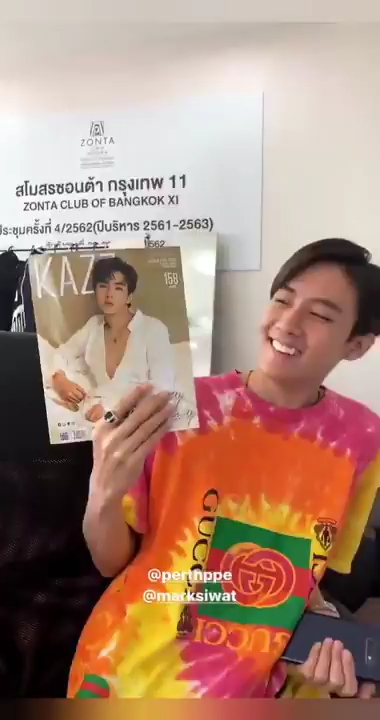 ZONTA
สโมสรซอนต้า กรุงเทพ 11
ZONTA CLUB OF BANGKOK XI
ประชุมครั้งที่ 4/2562(ปีบริหาร 2561-2563)
2562
KAZZ
158
GUCCI
GUCCI
@perthppe
@marksiwat